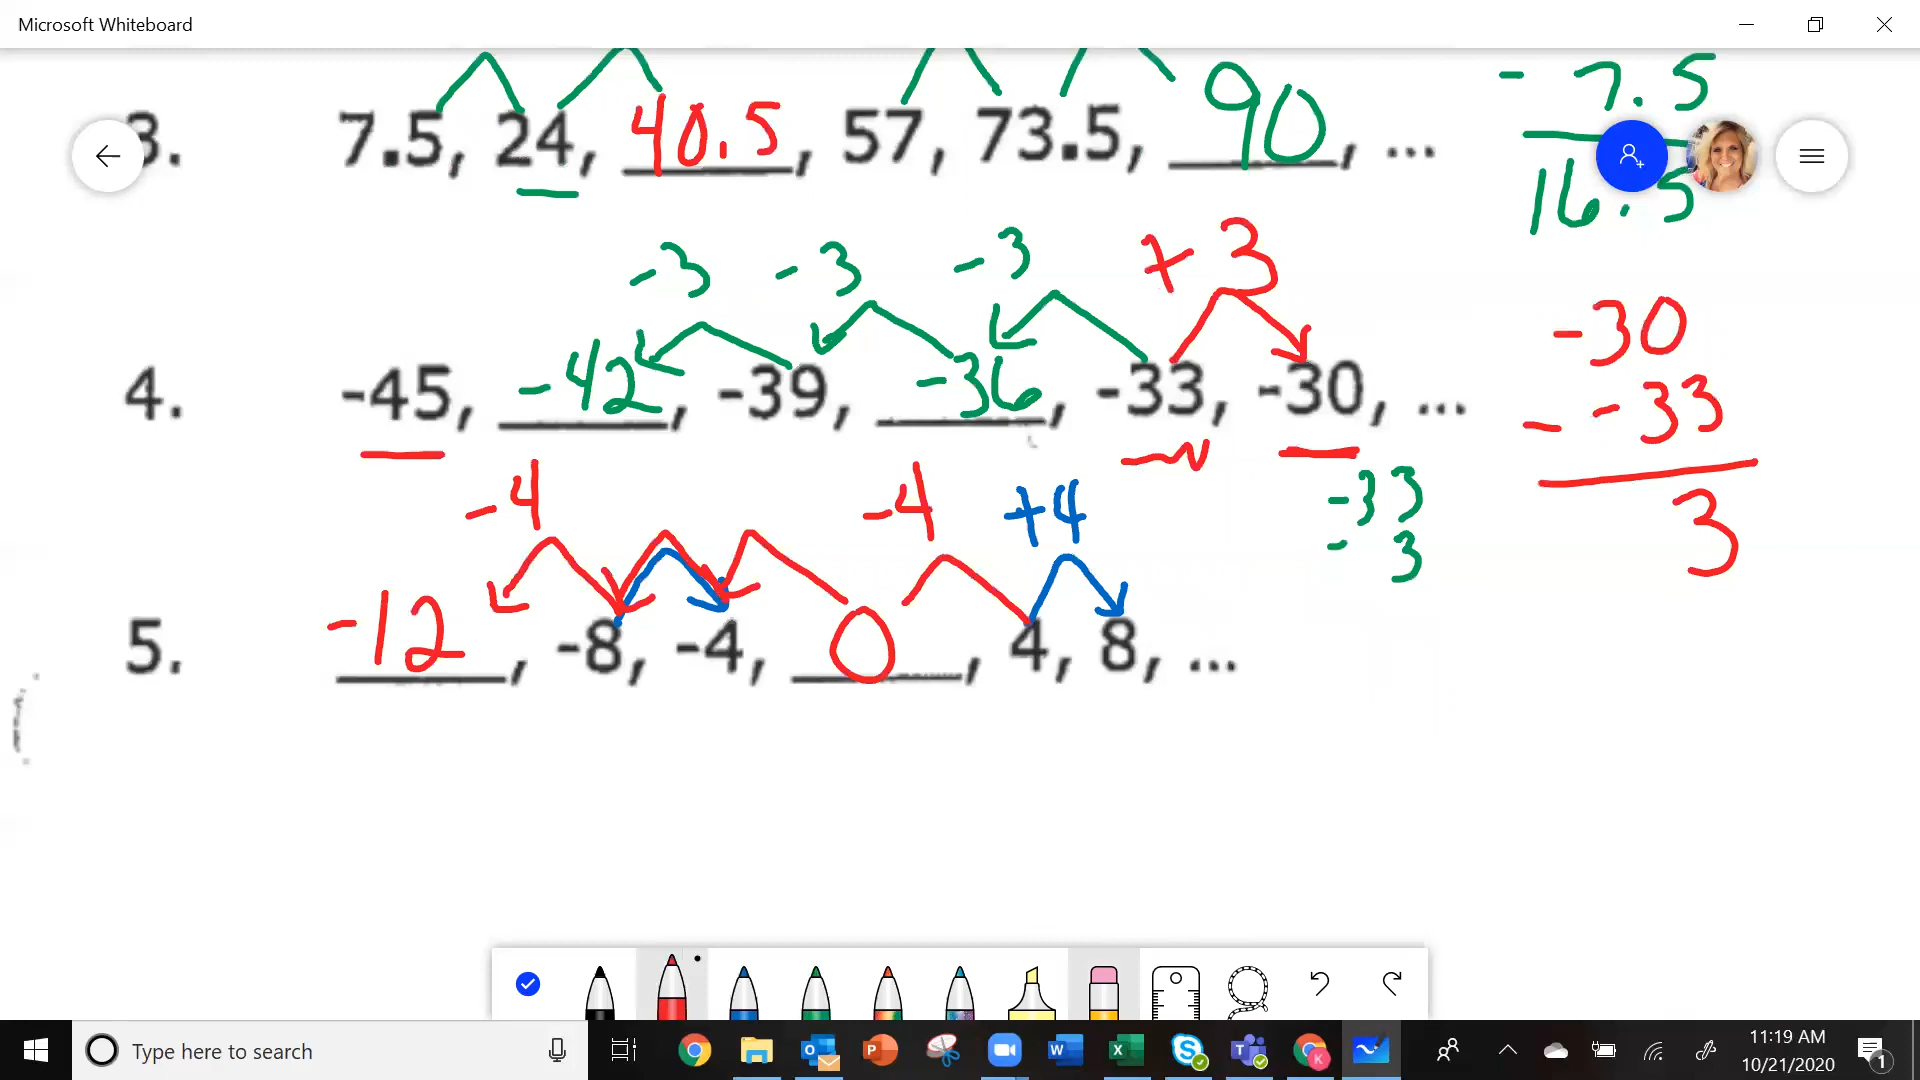 Microsoft Whiteboard
- 7.5
16.5
3. 7.5, 24, 40.5, 57, 73.5, 90, ...
-3 -3 -3 +3
4. -45, -42, -39, -36, -33, -30, ...
-30
- -33
3
-33
- 3
-4 -4 +4
5. -12, -8, -4, 0, 4, 8, ...
Type here to search
11:19 AM
10/21/2020
1